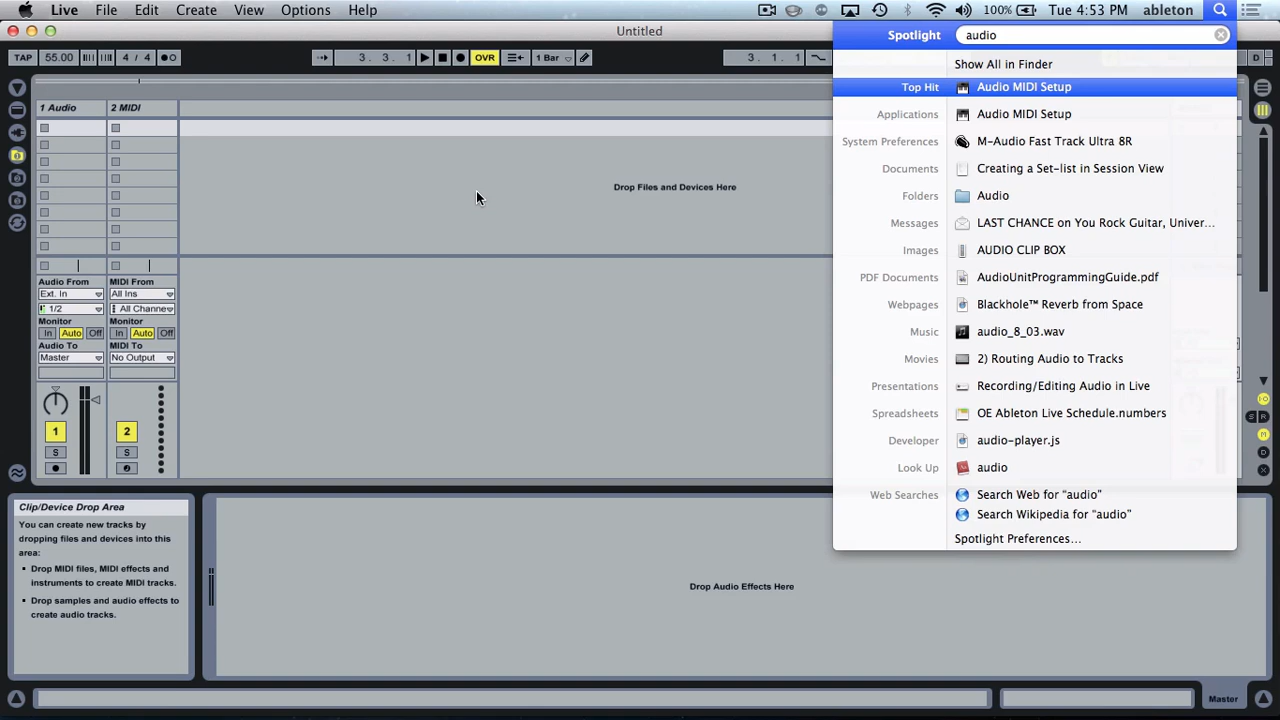 Live File Edit Create View Options Help 100% Tue 4:53 PM ableton
Untitled
TAP 55.00 4 / 4 3. 3. 1 OVR 1 Bar 3. 1. 1 D
Spotlight audio
Show All in Finder
Top Hit Audio MIDI Setup
Applications Audio MIDI Setup
System Preferences M-Audio Fast Track Ultra 8R
Documents Creating a Set-list in Session View
Folders Audio
Messages LAST CHANCE on You Rock Guitar, Univer...
Images AUDIO CLIP BOX
PDF Documents AudioUnitProgrammingGuide.pdf
Webpages Blackhole™ Reverb from Space
Music audio_8_03.wav
Movies 2) Routing Audio to Tracks
Presentations Recording/Editing Audio in Live
Spreadsheets OE Ableton Live Schedule.numbers
Developer audio-player.js
Look Up audio
Web Searches Search Web for “audio”
Search Wikipedia for “audio”
Spotlight Preferences...
1 Audio 2 MIDI
Drop Files and Devices Here
Audio From MIDI From
Ext. In All Ins
1/2 All Channe
Monitor Monitor
In Auto Off In Auto Off
Audio To MIDI To
Master No Output
1 2
S S
S R
M
D
Clip/Device Drop Area
You can create new tracks by
dropping files and devices into this
area:
Drop MIDI files, MIDI effects and
instruments to create MIDI tracks.
Drop samples and audio effects to
create audio tracks.
Drop Audio Effects Here
Master